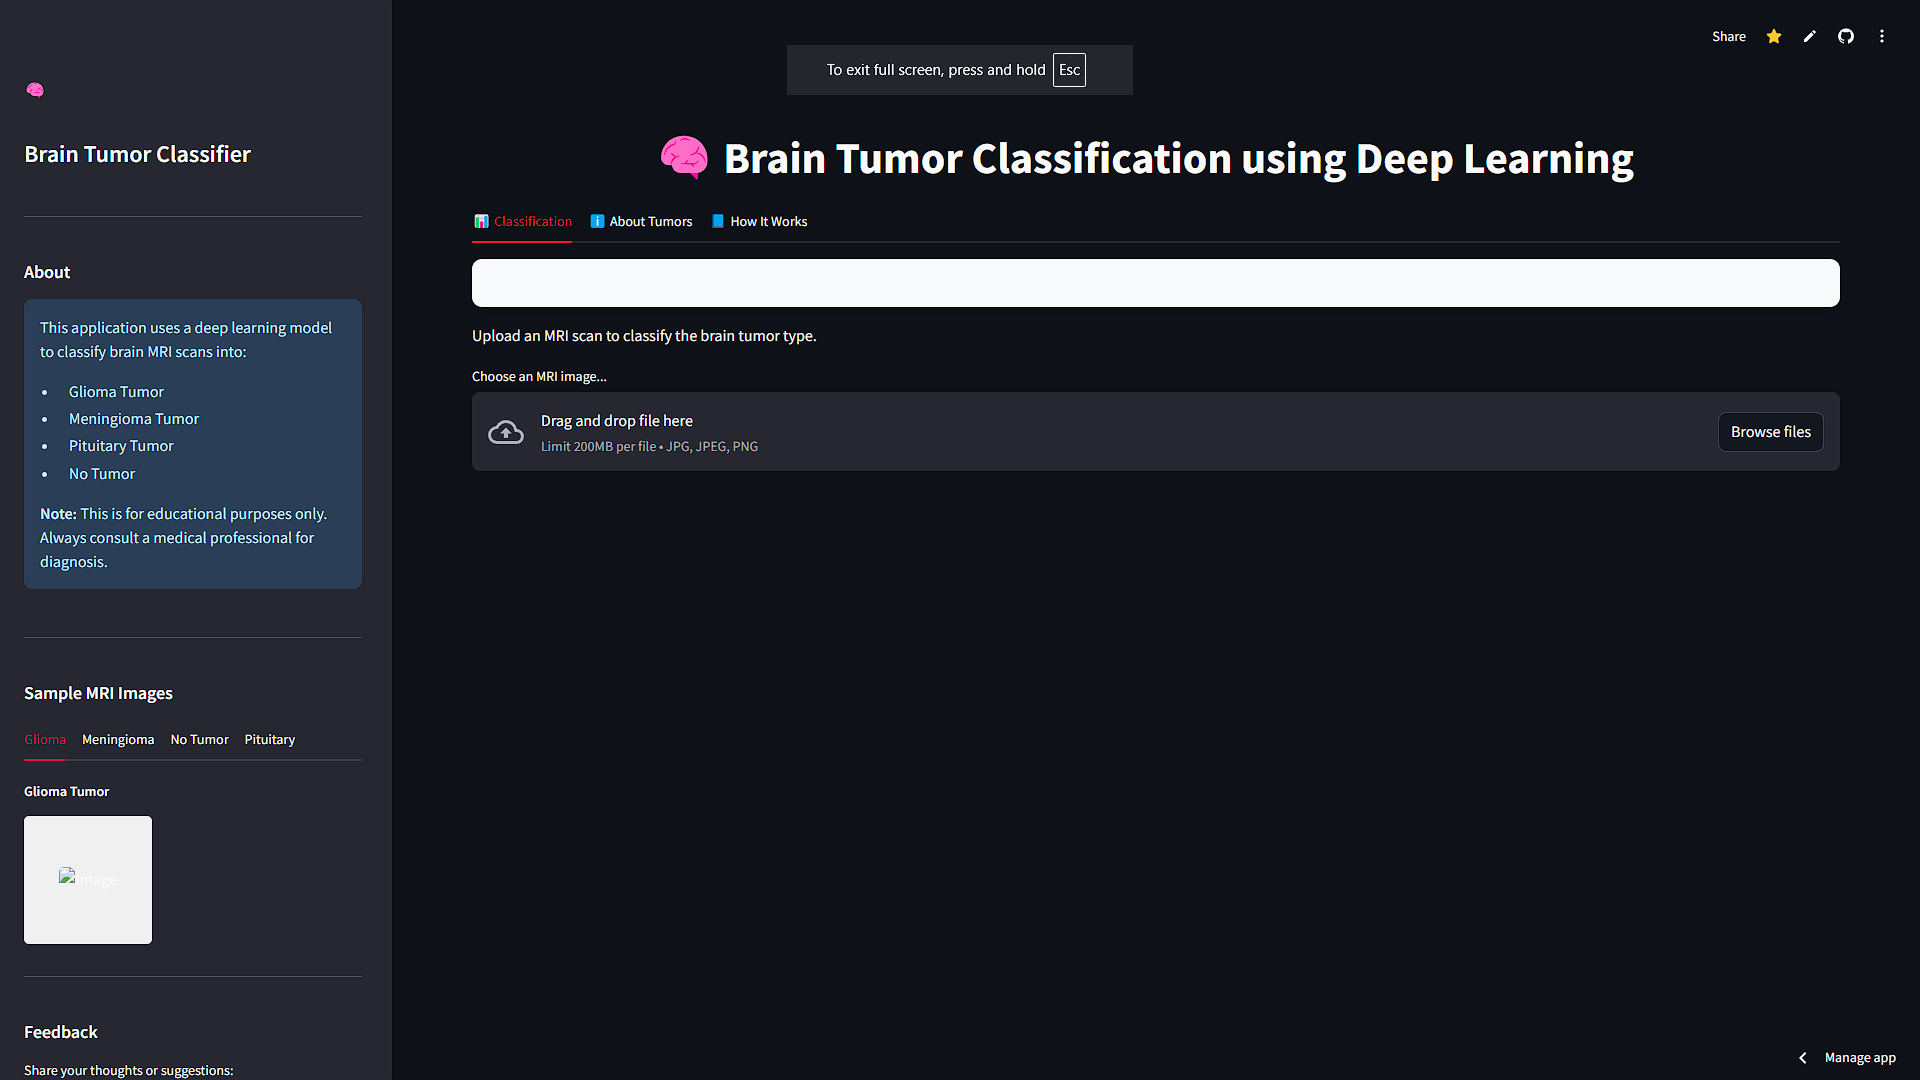 Share
To exit full screen, press and hold Esc
Brain Tumor Classifier
About
This application uses a deep learning model
to classify brain MRI scans into:
• Glioma Tumor
• Meningioma Tumor
• Pituitary Tumor
• No Tumor
Note: This is for educational purposes only.
Always consult a medical professional for
diagnosis.
Sample MRI Images
Glioma Meningioma No Tumor Pituitary
Glioma Tumor
Image
Feedback
Share your thoughts or suggestions:
Brain Tumor Classification using Deep Learning
Classification About Tumors How It Works
Upload an MRI scan to classify the brain tumor type.
Choose an MRI image...
Drag and drop file here
Limit 200MB per file • JPG, JPEG, PNG
Browse files
Manage app